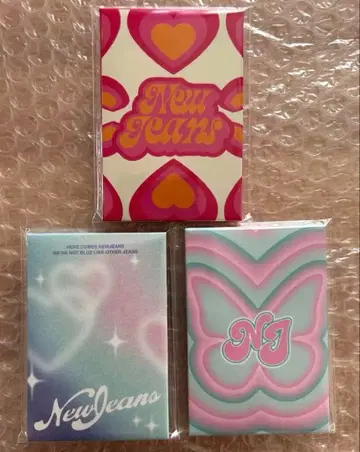 New
Jeans
HERE COMES NEWJEANS
WE'RE NOT BLUE LIKE OTHER JEANS
NewJeans
NJ